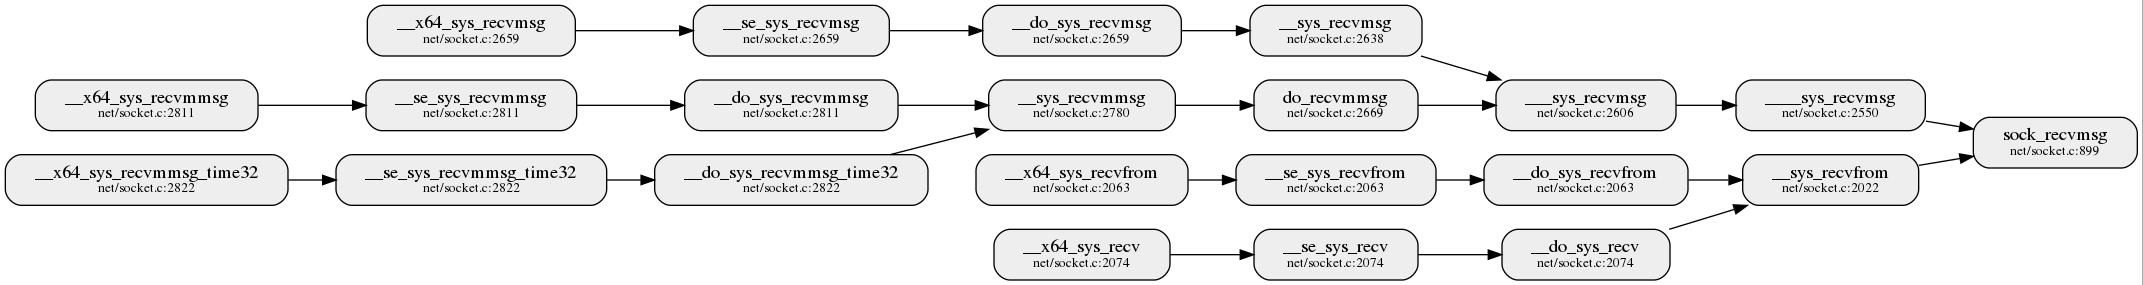 __x64_sys_recvmsg
net/socket.c:2659
__se_sys_recvmsg
net/socket.c:2659
__do_sys_recvmsg
net/socket.c:2659
__sys_recvmsg
net/socket.c:2638
__x64_sys_recvmmsg
net/socket.c:2811
__se_sys_recvmmsg
net/socket.c:2811
__do_sys_recvmmsg
net/socket.c:2811
__sys_recvmmsg
net/socket.c:2780
do_recvmmsg
net/socket.c:2669
___sys_recvmsg
net/socket.c:2606
____sys_recvmsg
net/socket.c:2550
sock_recvmsg
net/socket.c:899
__x64_sys_recvmmsg_time32
net/socket.c:2822
__se_sys_recvmmsg_time32
net/socket.c:2822
__do_sys_recvmmsg_time32
net/socket.c:2822
__x64_sys_recvfrom
net/socket.c:2063
__se_sys_recvfrom
net/socket.c:2063
__do_sys_recvfrom
net/socket.c:2063
__sys_recvfrom
net/socket.c:2022
__x64_sys_recv
net/socket.c:2074
__se_sys_recv
net/socket.c:2074
__do_sys_recv
net/socket.c:2074